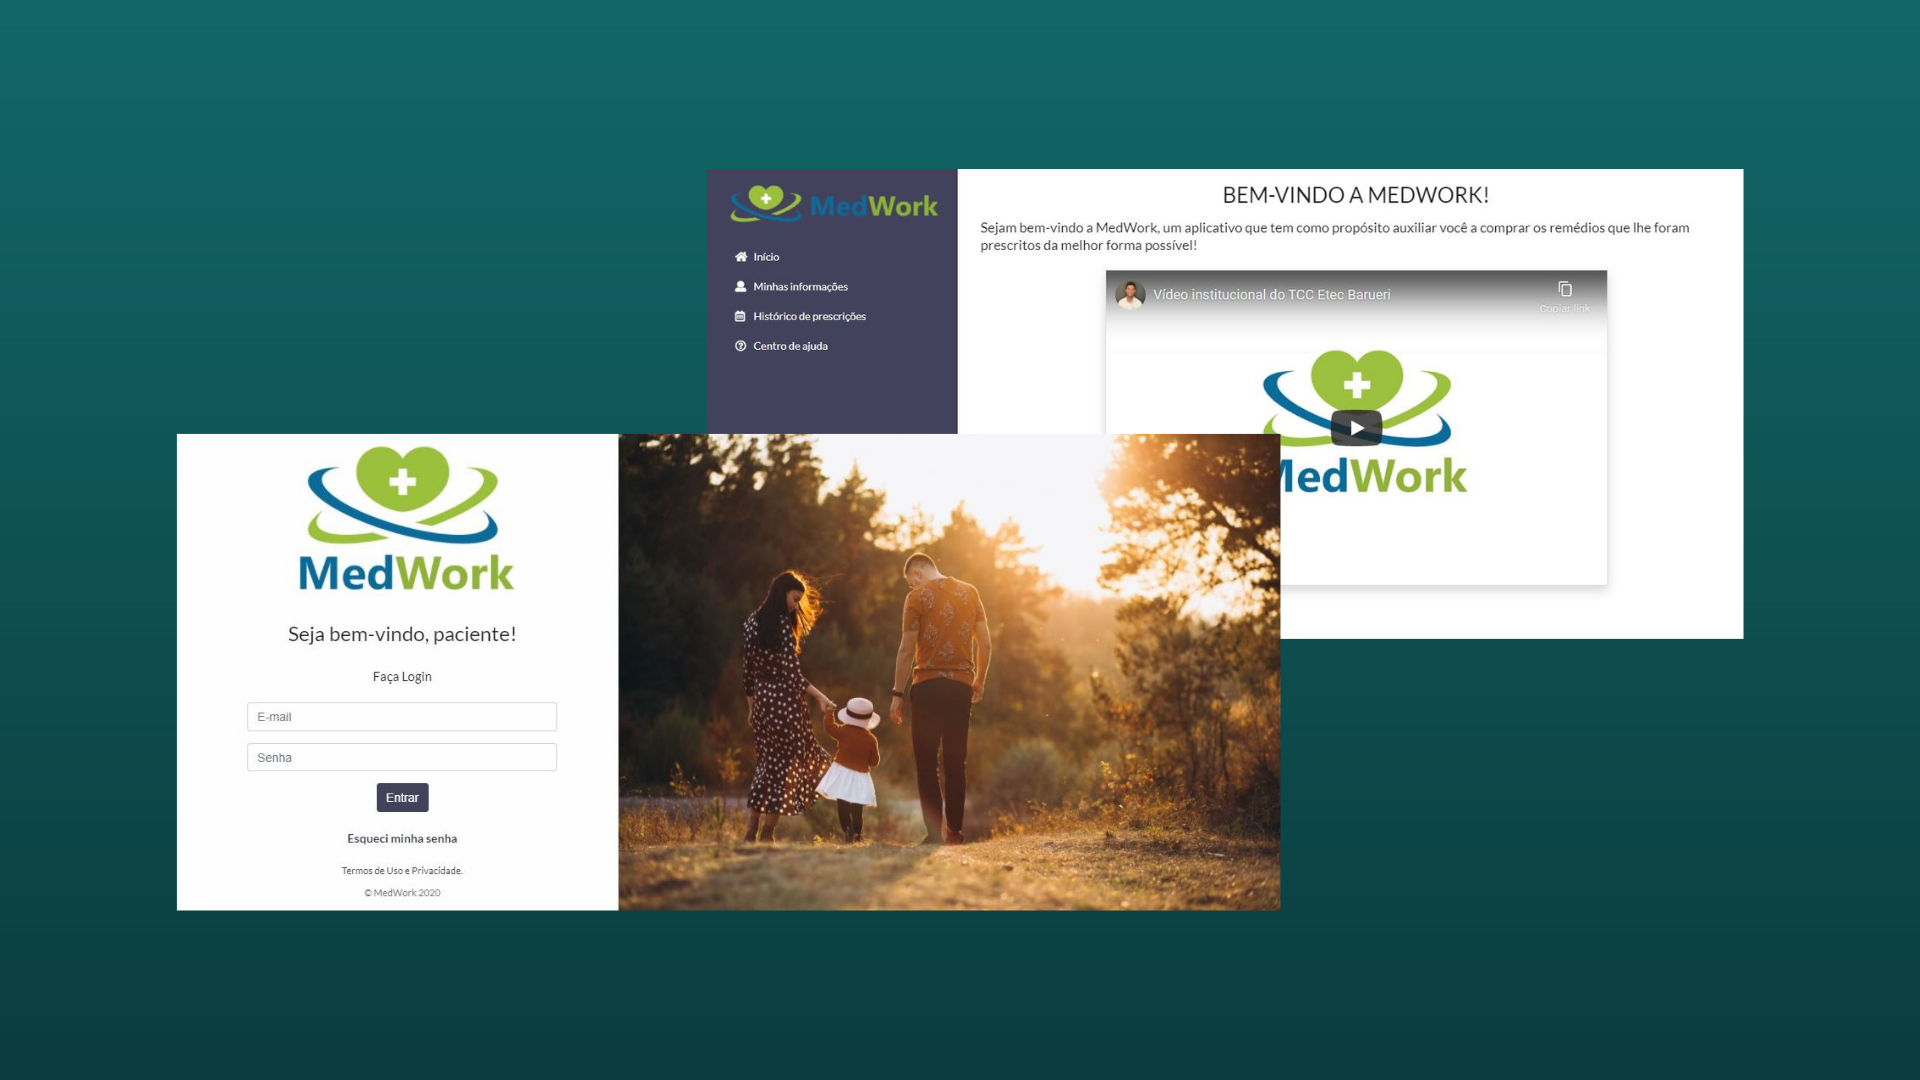 MedWork
Início
Minhas informações
Histórico de prescrições
Centro de ajuda
BEM-VINDO A MEDWORK!
Sejam bem-vindo a MedWork, um aplicativo que tem como propósito auxiliar você a comprar os remédios que lhe foram
prescritos da melhor forma possível!
Vídeo institucional do TCC Etec Barueri
Copiar link
MedWork
MedWork
Seja bem-vindo, paciente!
Faça Login
E-mail
Senha
Entrar
Esqueci minha senha
Termos de Uso e Privacidade.
© MedWork 2020